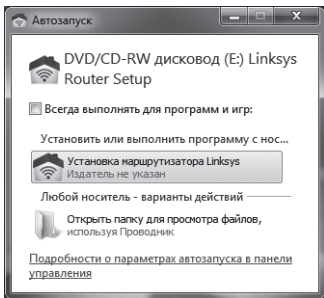 Автозапуск
DVD/CD-RW дисковод (E:) Linksys
Router Setup
Всегда выполнять для программ и игр:
Установить или выполнить программу с нос...
Установка маршрутизатора Linksys
Издатель не указан
Любой носитель - варианты действий
Открыть папку для просмотра файлов,
используя Проводник
Подробности о параметрах автозапуска в панели
управления